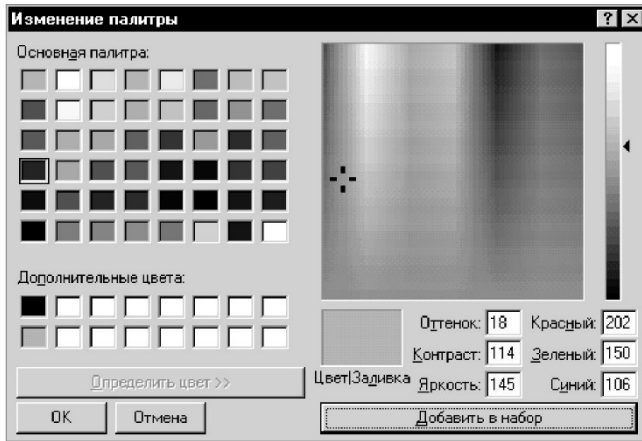 Изменение палитры
Основная палитра:
Дополнительные цвета:
Определить цвет >>
OK Отмена
Цвет|Заливка
Оттенок: 18 Красный: 202
Контраст: 114 Зеленый: 150
Яркость: 145 Синий: 106
Добавить в набор